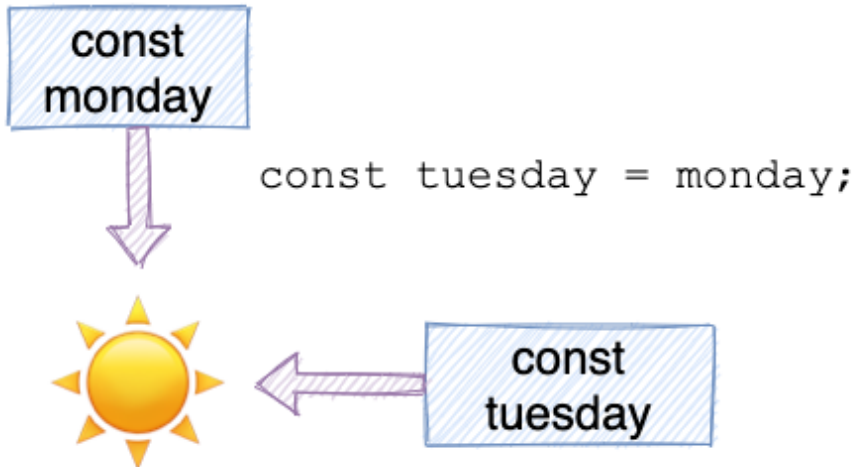 const
monday
const tuesday = monday;
const
tuesday